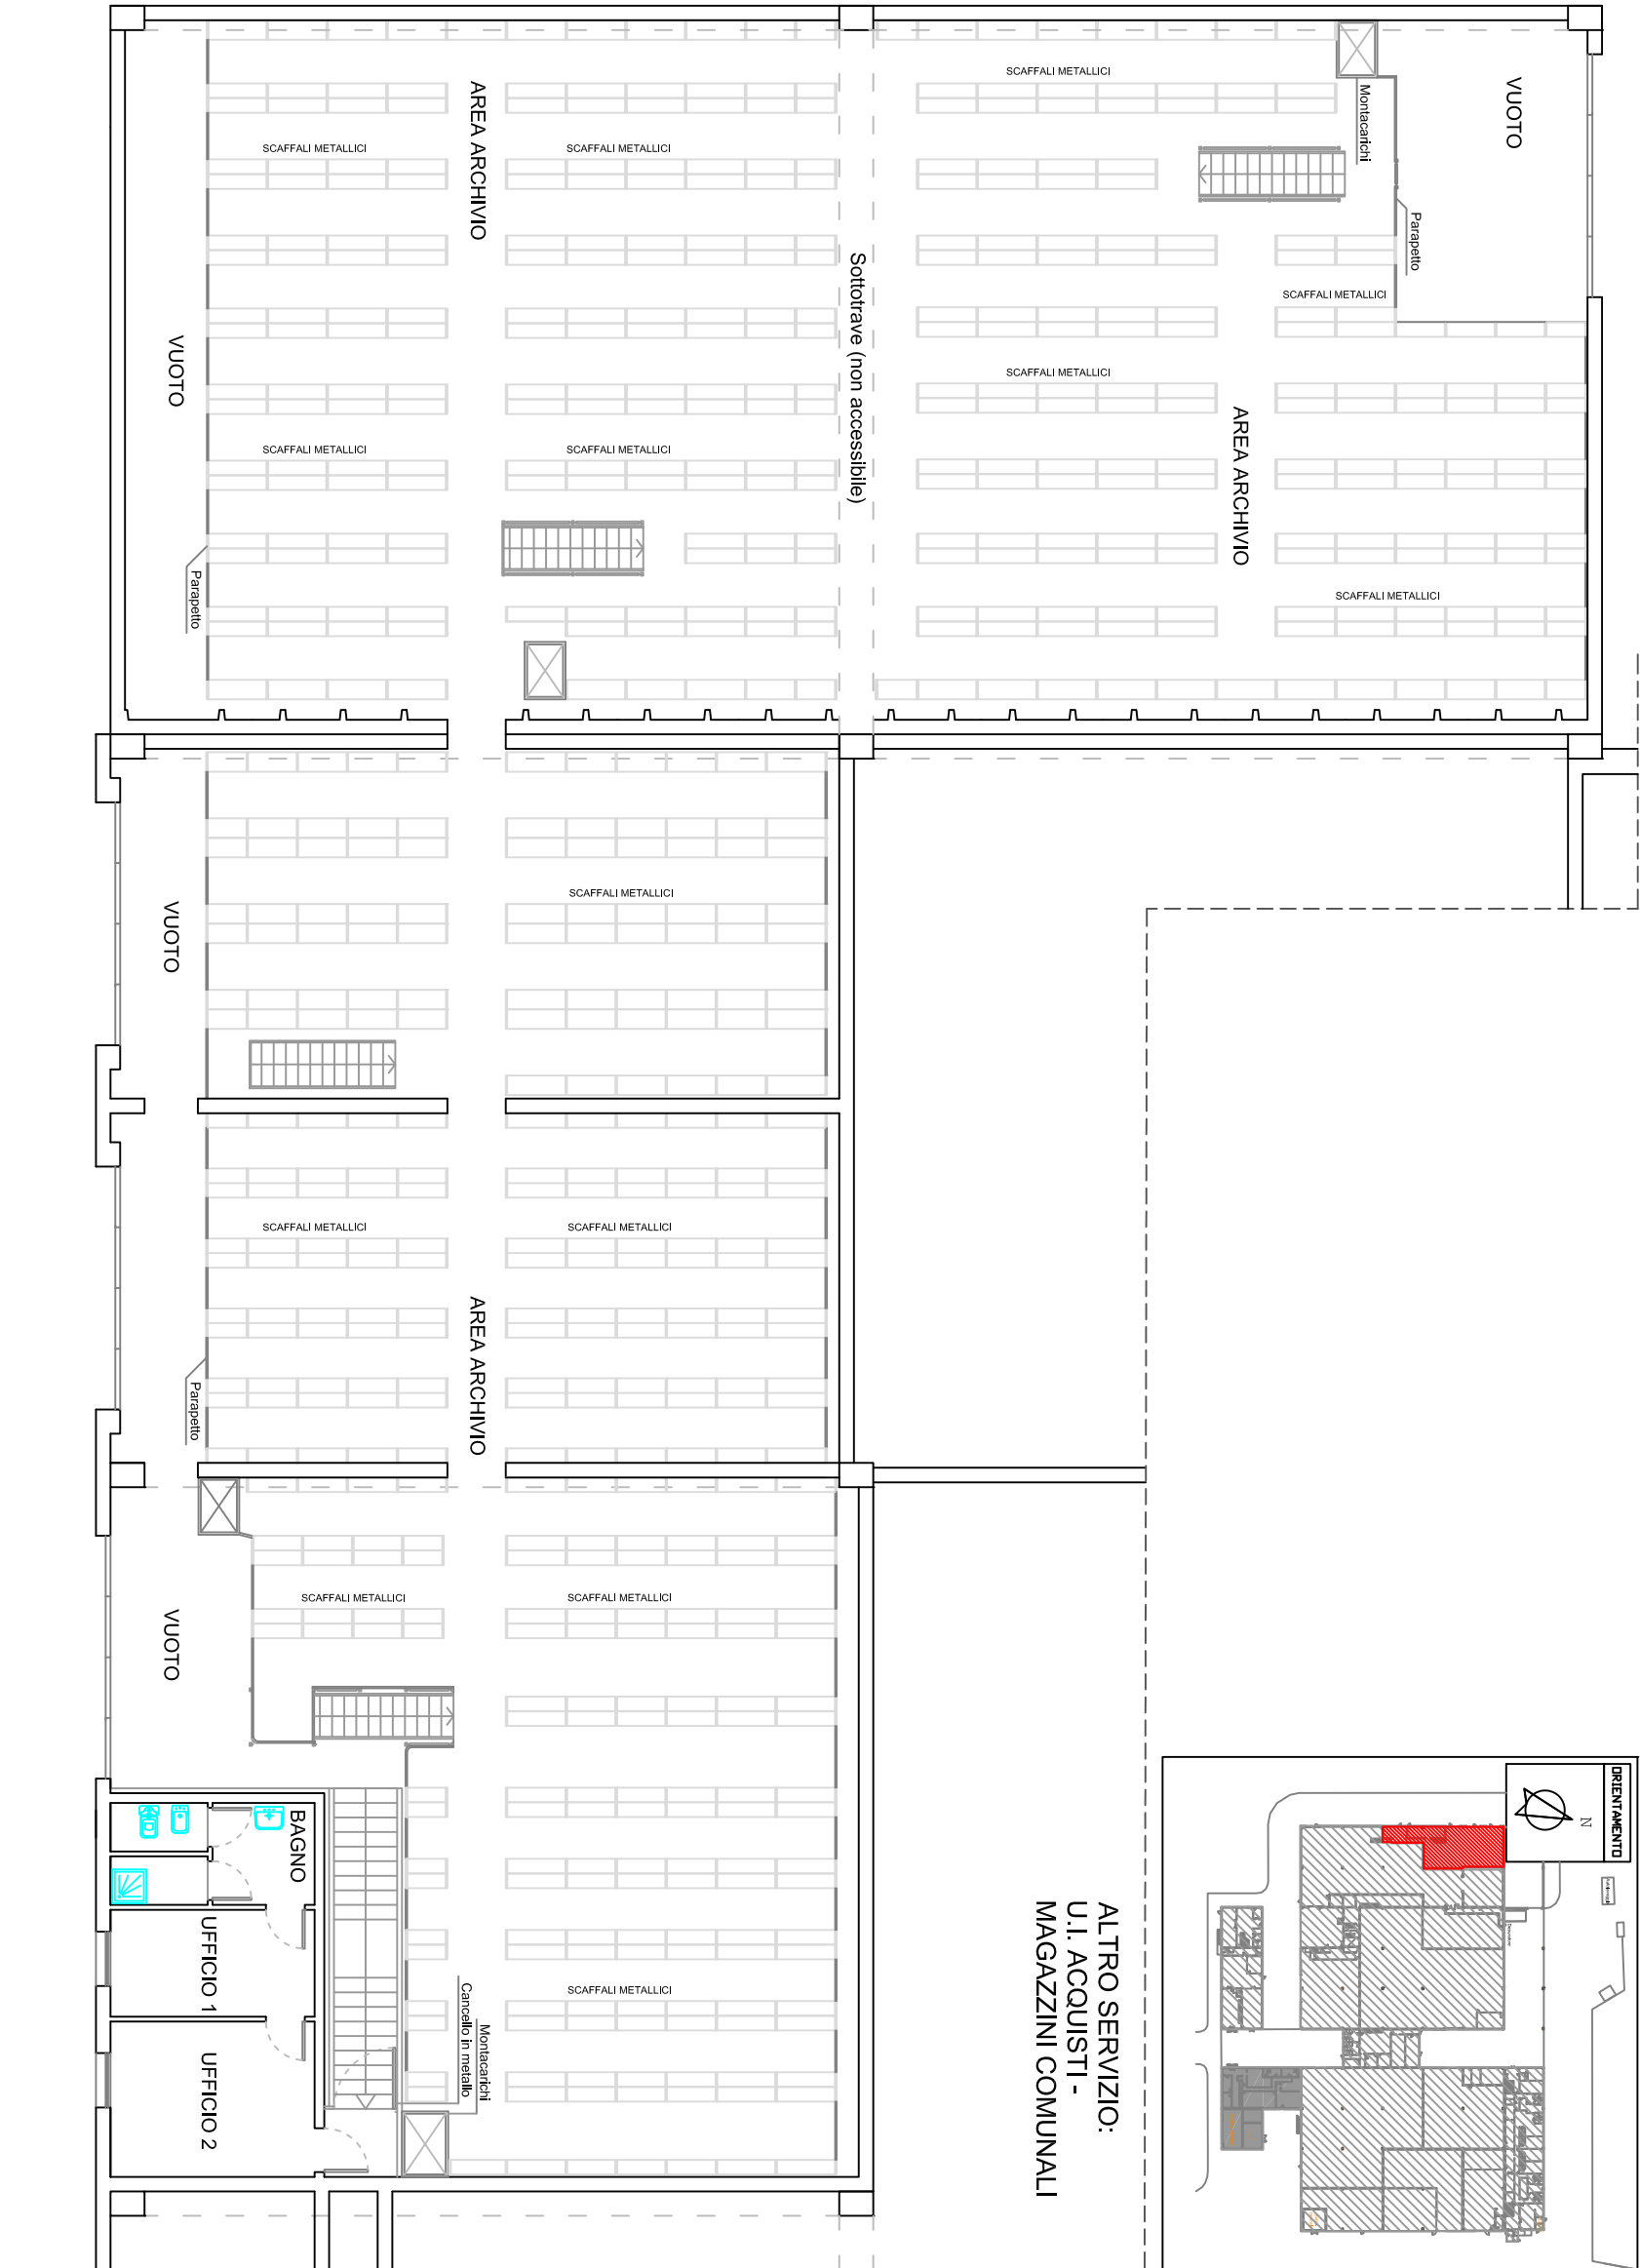 SCAFFALI METALLICI
VUOTO
Montacarichi
AREA ARCHIVIO
SCAFFALI METALLICI
SCAFFALI METALLICI
Parapetto
Sottotrave (non accessibile)
SCAFFALI METALLICI
VUOTO
SCAFFALI METALLICI
AREA ARCHIVIO
SCAFFALI METALLICI
SCAFFALI METALLICI
Parapetto
SCAFFALI METALLICI
VUOTO
SCAFFALI METALLICI
SCAFFALI METALLICI
SCAFFALI METALLICI
AREA ARCHIVIO
Parapetto
SCAFFALI METALLICI
SCAFFALI METALLICI
VUOTO
BAGNO
UFFICIO 1
UFFICIO 2
SCAFFALI METALLICI
Montacarichi
Cancello in metallo
ALTRO SERVIZIO:
U.I. ACQUISTI -
MAGAZZINI COMUNALI
ORIENTAMENTO
N